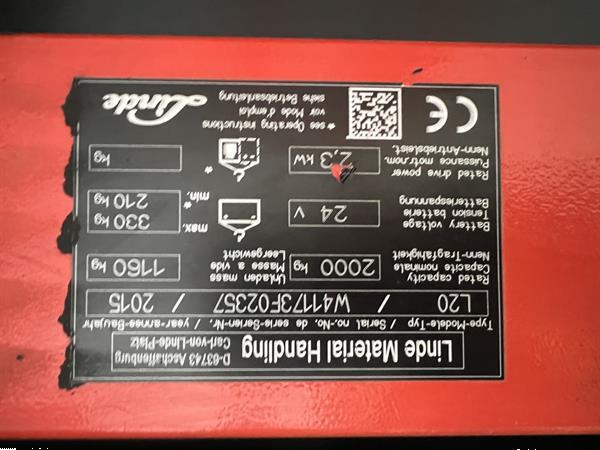 Linde Material Handling
D-63743 Aschaffenburg
Carl-von-Linde-Platz
Type-Modele-Typ / Serial no.-No. de serie-Serien-Nr. / year-annee-Baujahr
L20 / W41173F02357 / 2015
Rated capacity
Capacite nominale
Nenn-Tragfähigkeit
2000 kg
Unladen mass
Masse a vide
Leergewicht
1160 kg
Battery voltage
Tension batterie
Batteriespannung
24 V
max. 330 kg
* min. 210 kg
Rated drive power
Puissance motr.nom.
Nenn-Antriebsleist.
2,3 kW
* kg
CE
* see Operating instructions
voir Mode d'emploi
siehe Betriebsanleitung
Linde